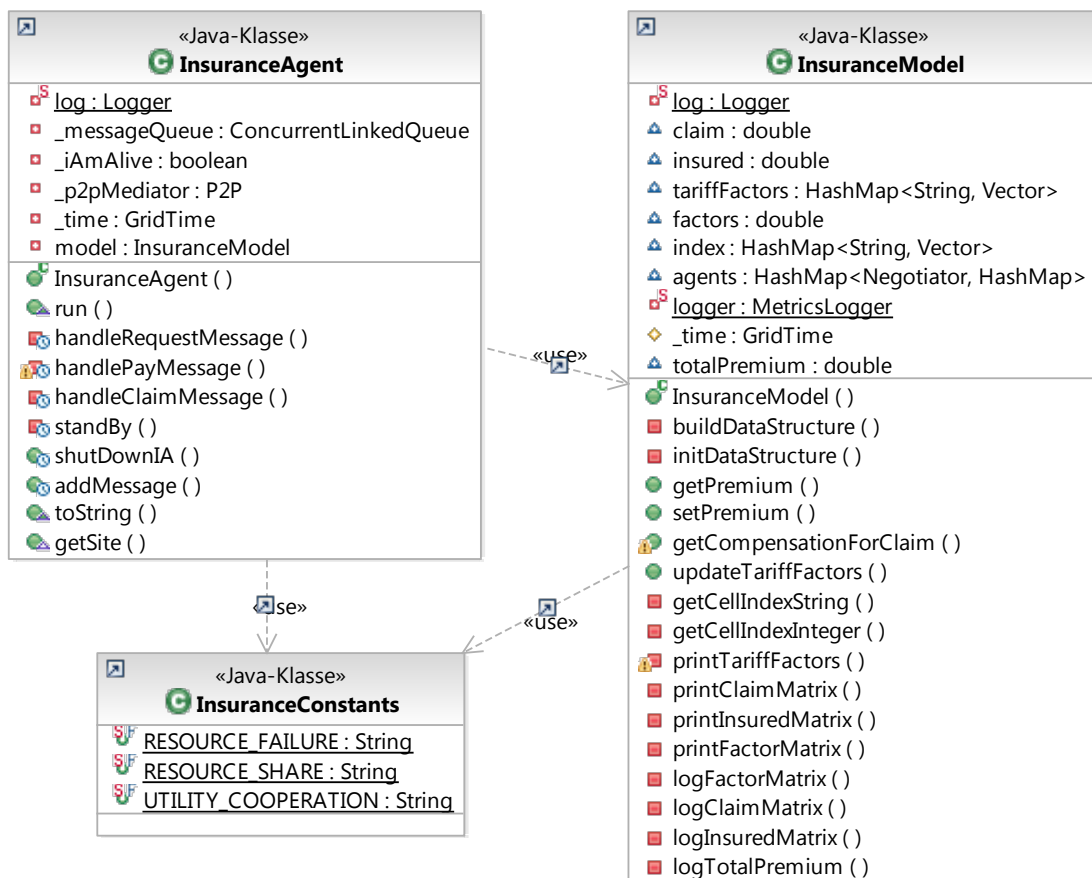 «Java-Klasse»
InsuranceAgent
log : Logger
_messageQueue : ConcurrentLinkedQueue
_iAmAlive : boolean
_p2pMediator : P2P
_time : GridTime
model : InsuranceModel
InsuranceAgent ( )
run ( )
handleRequestMessage ( )
handlePayMessage ( )
handleClaimMessage ( )
standBy ( )
shutDownIA ( )
addMessage ( )
toString ( )
getSite ( )
«Java-Klasse»
InsuranceModel
log : Logger
claim : double
insured : double
tariffFactors : HashMap<String, Vector>
factors : double
index : HashMap<String, Vector>
agents : HashMap<Negotiator, HashMap>
logger : MetricsLogger
_time : GridTime
totalPremium : double
InsuranceModel ( )
buildDataStructure ( )
initDataStructure ( )
getPremium ( )
setPremium ( )
getCompensationForClaim ( )
updateTariffFactors ( )
getCellIndexString ( )
getCellIndexInteger ( )
printTariffFactors ( )
printClaimMatrix ( )
printInsuredMatrix ( )
printFactorMatrix ( )
logFactorMatrix ( )
logClaimMatrix ( )
logInsuredMatrix ( )
logTotalPremium ( )
«use»
«use»
«use»
«Java-Klasse»
InsuranceConstants
RESOURCE_FAILURE : String
RESOURCE_SHARE : String
UTILITY_COOPERATION : String